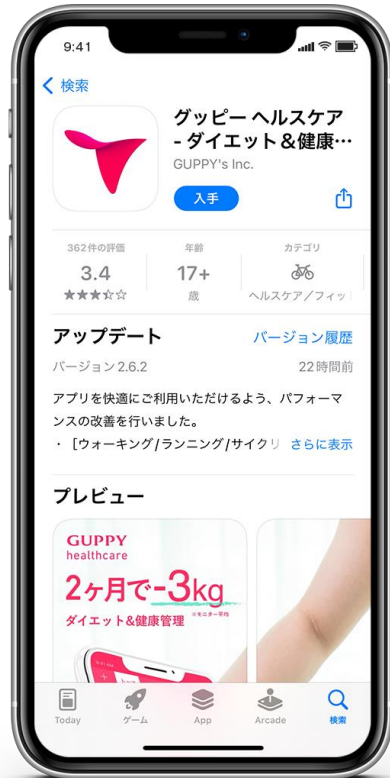 9:41
検索
グッピー ヘルスケア
- ダイエット＆健康…
GUPPY's Inc.
入手
362件の評価
3.4
★★★☆☆
年齢
17+
歳
カテゴリ
ヘルスケア／フィッ
アップデート
バージョン履歴
バージョン 2.6.2
22時間前
アプリを快適にご利用いただけるよう、パフォーマ
ンスの改善を行いました。
・［ウォーキング/ランニング/サイクリ
さらに表示
プレビュー
GUPPY
healthcare
2ヶ月で-3kg
※モニター平均
ダイエット&健康管理
Today
ゲーム
App
Arcade
検索